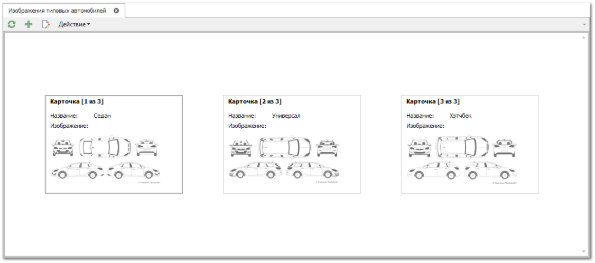 Изображения типовых автомобилей
Действие
Карточка [1 из 3]
Название: Седан
Изображение:
Карточка [2 из 3]
Название: Универсал
Изображение:
Карточка [3 из 3]
Название: Хэтчбек
Изображение: